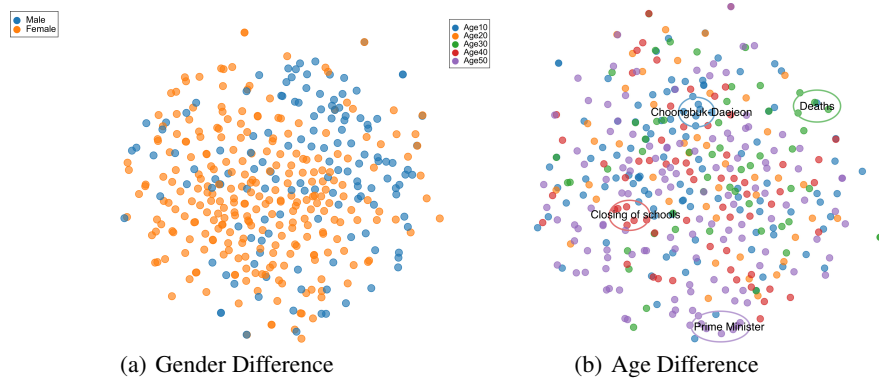 Male
Female
Age10
Age20
Age30
Age40
Age50
Choongbuk-Daejeon
Deaths
Closing of schools
Prime Minister
(a) Gender Difference
(b) Age Difference